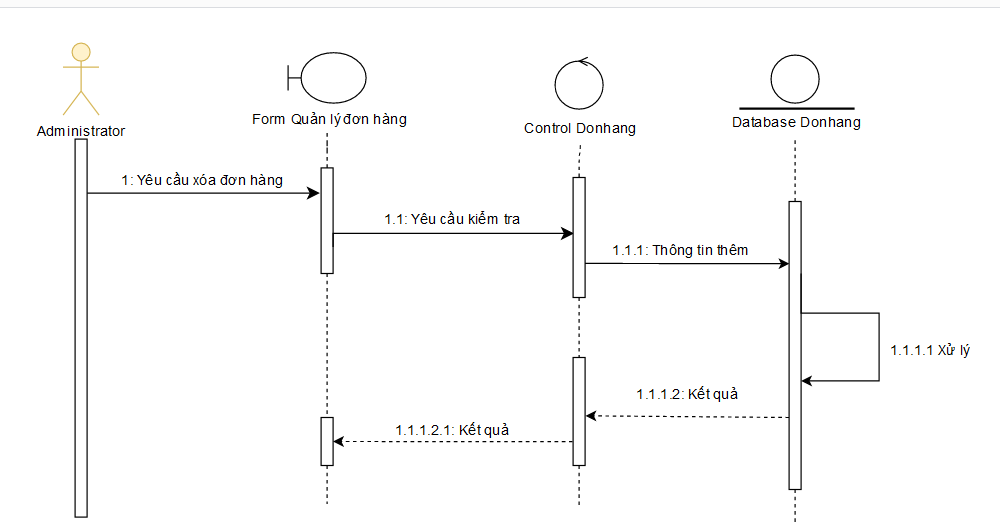 Administrator
Form Quản lý đơn hàng
Control Donhang
Database Donhang
1: Yêu cầu xóa đơn hàng
1.1: Yêu cầu kiểm tra
1.1.1: Thông tin thêm
1.1.1.1 Xử lý
1.1.1.2: Kết quả
1.1.1.2.1: Kết quả